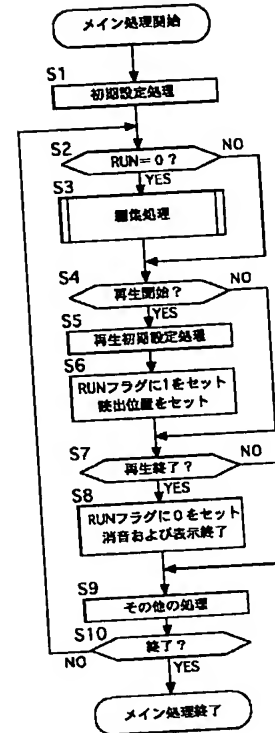 メイン処理開始
S1
初期設定処理
S2
RUN=0？
NO
YES
S3
編集処理
S4
再生開始？
NO
YES
S5
再生初期設定処理
S6
RUNフラグに1をセット
読出位置をセット
S7
再生終了？
NO
YES
S8
RUNフラグに0をセット
消音および表示終了
S9
その他の処理
S10
終了？
NO
YES
メイン処理終了